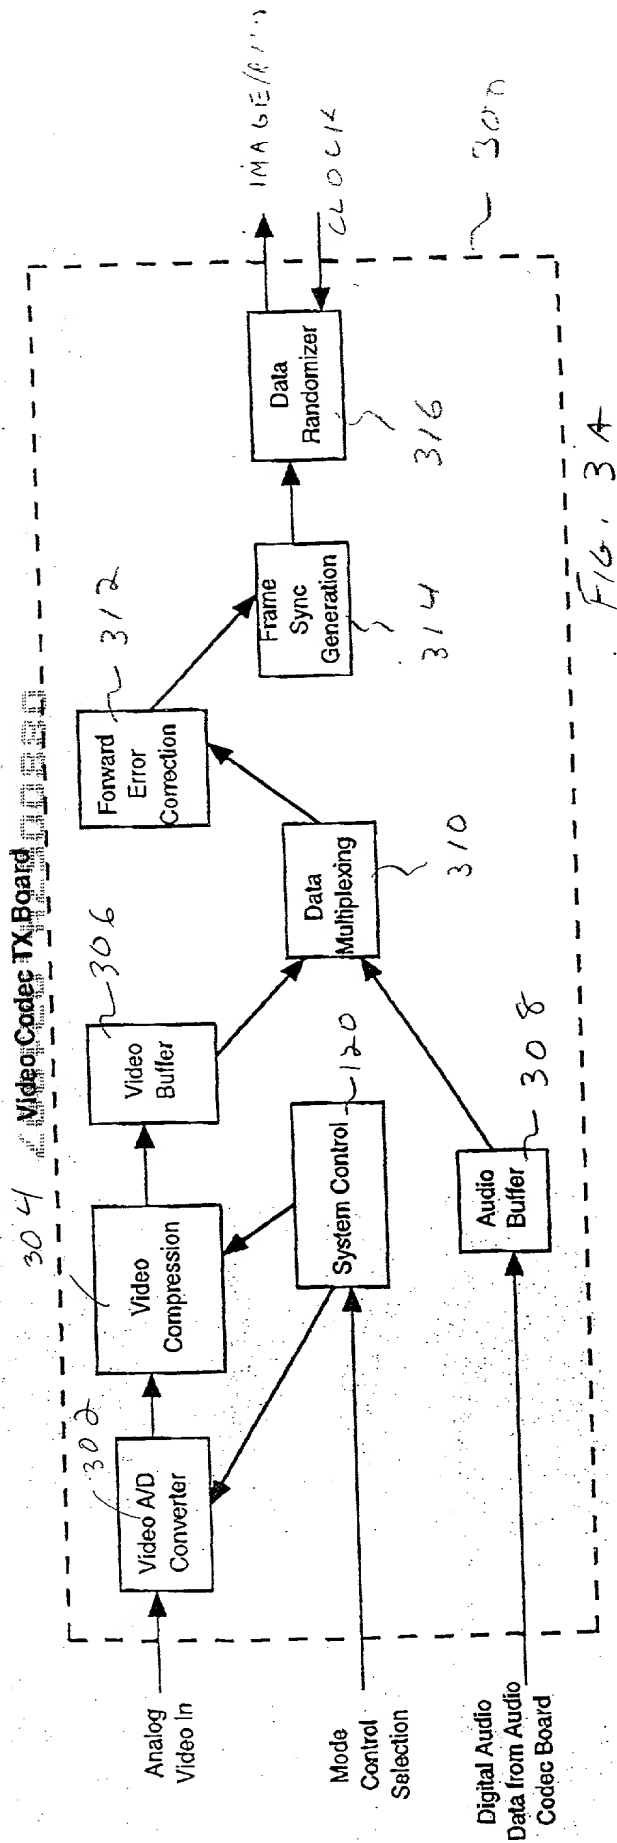 304
Video Codec TX Board
302
306
312
Video A/D
Converter
Video
Compression
Video
Buffer
Forward
Error
Correction
Analog
Video In
System Control
120
Data
Multiplexing
310
Frame
Sync
Generation
314
Data
Randomizer
316
CLOCK
Mode
Control
Selection
Audio
Buffer
308
Digital Audio
Data from Audio
Codec Board
FIG. 3A